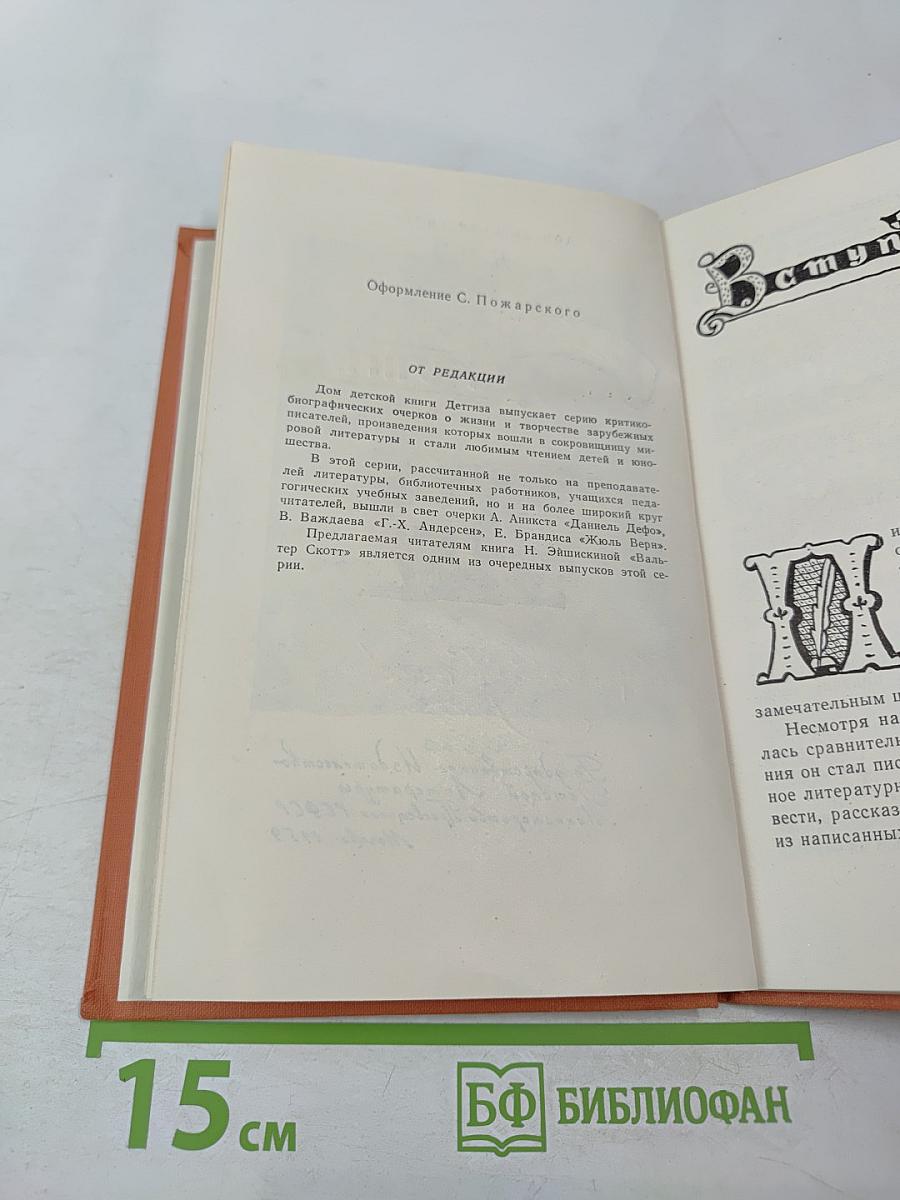 Оформление С. Пожарского
ОТ РЕДАКЦИИ
Дом детской книги Детгиза выпускает серию критико-
биографических очерков о жизни и творчестве зарубежных
писателей, произведения которых вошли в сокровищницу ми-
ровой литературы и стали любимым чтением детей и юно-
шества.
В этой серии, рассчитанной не только на преподавате-
лей литературы, библиотечных работников, учащихся педа-
гогических учебных заведений, но и на более широкий круг
читателей, вышли в свет очерки А. Аникста «Даниель Дефо»,
В. Важдаева «Г.-Х. Андерсен», Е. Брандиса «Жюль Верн».
Предлагаемая читателям книга Н. Эйшискиной «Валь-
тер Скотт» является одним из очередных выпусков этой се-
рии.
Вступ
замечательным
Несмотря на
лась сравнитель
ния он стал пис
ное литературн
вести, рассказ
из написанных
15 см
БФ БИБЛИОФАН